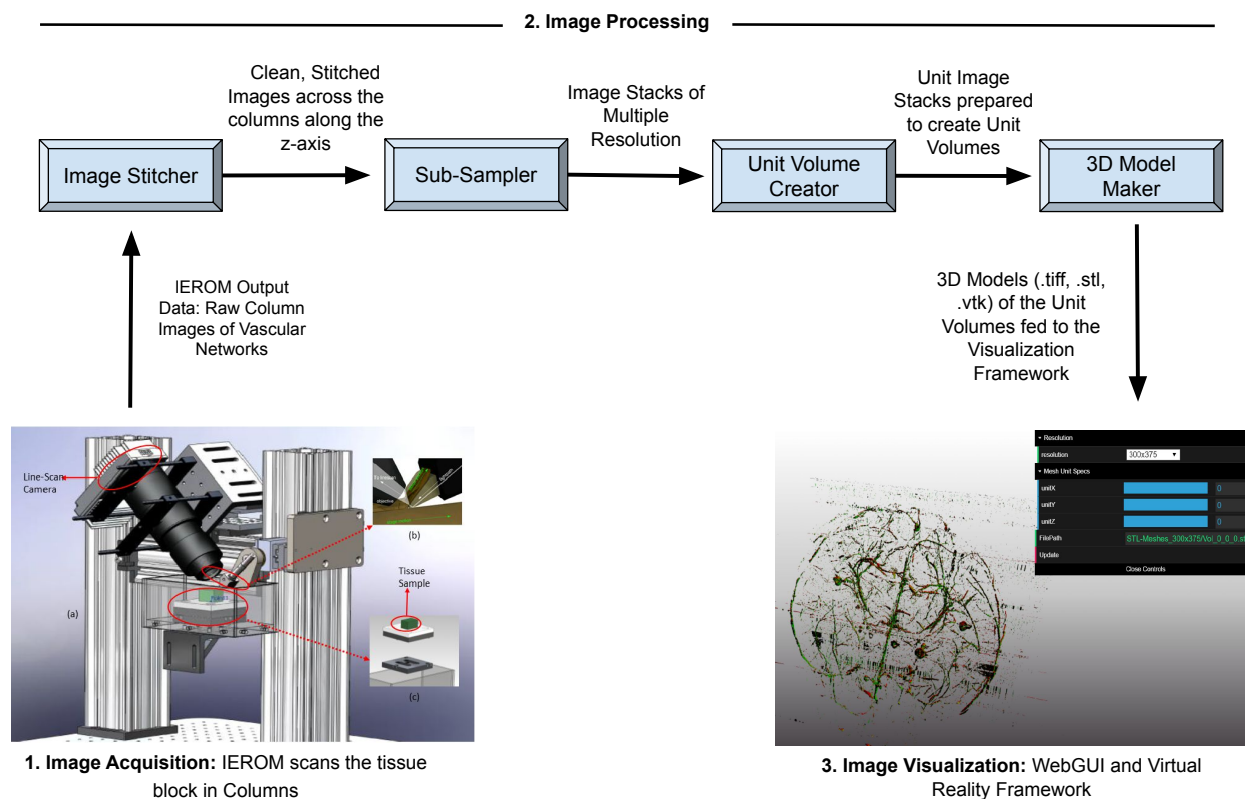 2. Image Processing
Clean, Stitched
Images across the
columns along the
z-axis
Image Stacks of
Multiple
Resolution
Unit Image
Stacks prepared
to create Unit
Volumes
Image Stitcher
Sub-Sampler
Unit Volume
Creator
3D Model
Maker
IEROM Output
Data: Raw Column
Images of Vascular
Networks
3D Models (.tiff, .stl,
.vtk) of the Unit
Volumes fed to the
Visualization
Framework
Line-Scan
Camera
(a)
objective
(b)
Tissue
Sample
(c)
Resolution
resolution
300x375
Mesh Unit Specs
unitX
0
unitY
0
unitZ
0
FilePath
STL-Meshes_300x375/Voi_0_0_0.st
Update
Close Controls
1. Image Acquisition: IEROM scans the tissue
block in Columns
3. Image Visualization: WebGUI and Virtual
Reality Framework